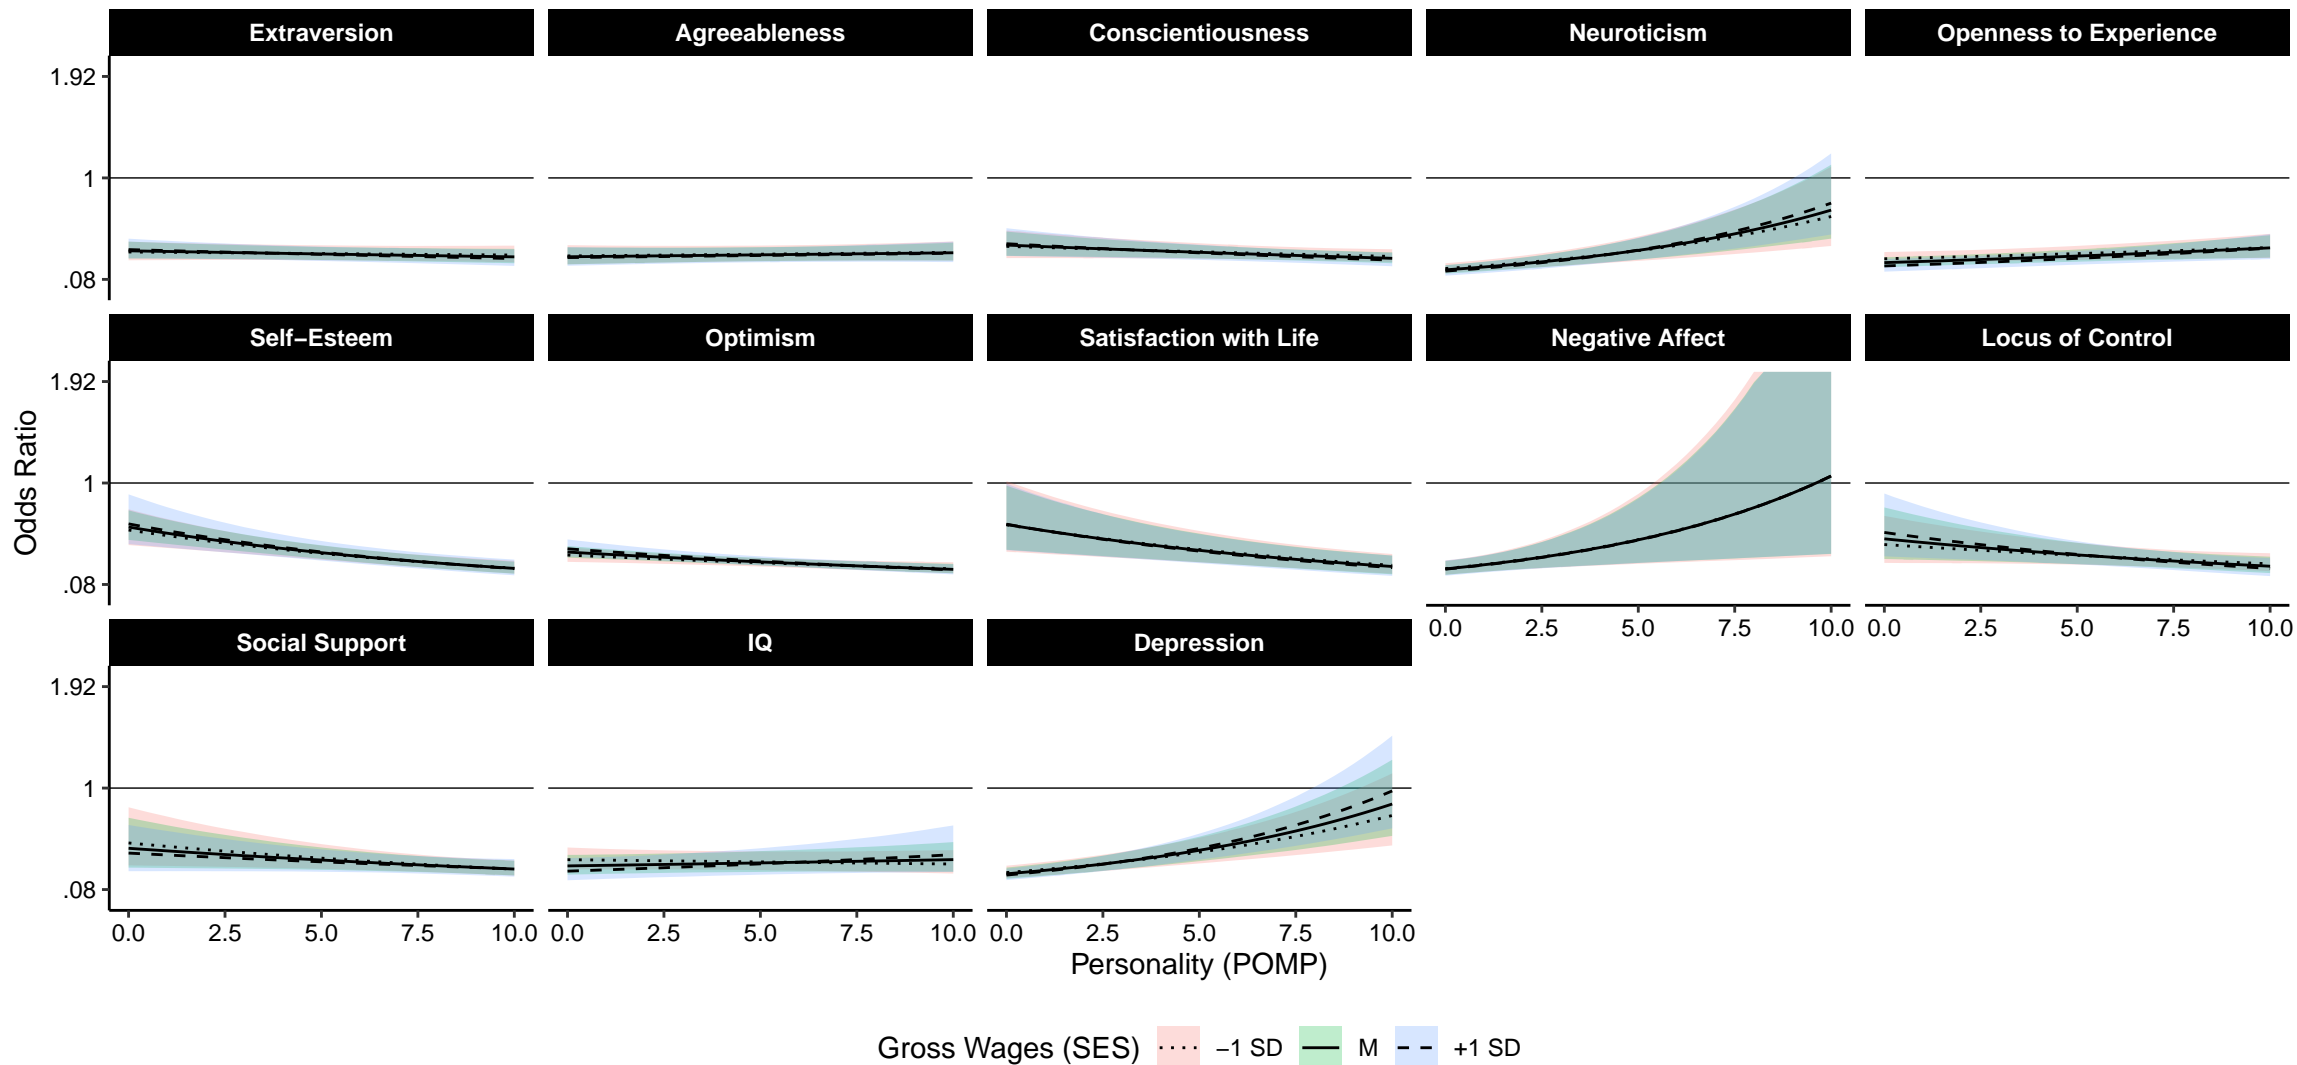 Extraversion
Agreeableness
Conscientiousness
Neuroticism
Openness to Experience
1.92
1
.08
Self−Esteem
Optimism
Satisfaction with Life
Negative Affect
Locus of Control
1.92
1
.08
Odds Ratio
0.0 2.5 5.0 7.5 10.0
0.0 2.5 5.0 7.5 10.0
Social Support
IQ
Depression
1.92
1
.08
0.0 2.5 5.0 7.5 10.0
0.0 2.5 5.0 7.5 10.0
0.0 2.5 5.0 7.5 10.0
Personality (POMP)
Gross Wages (SES) −1 SD M +1 SD